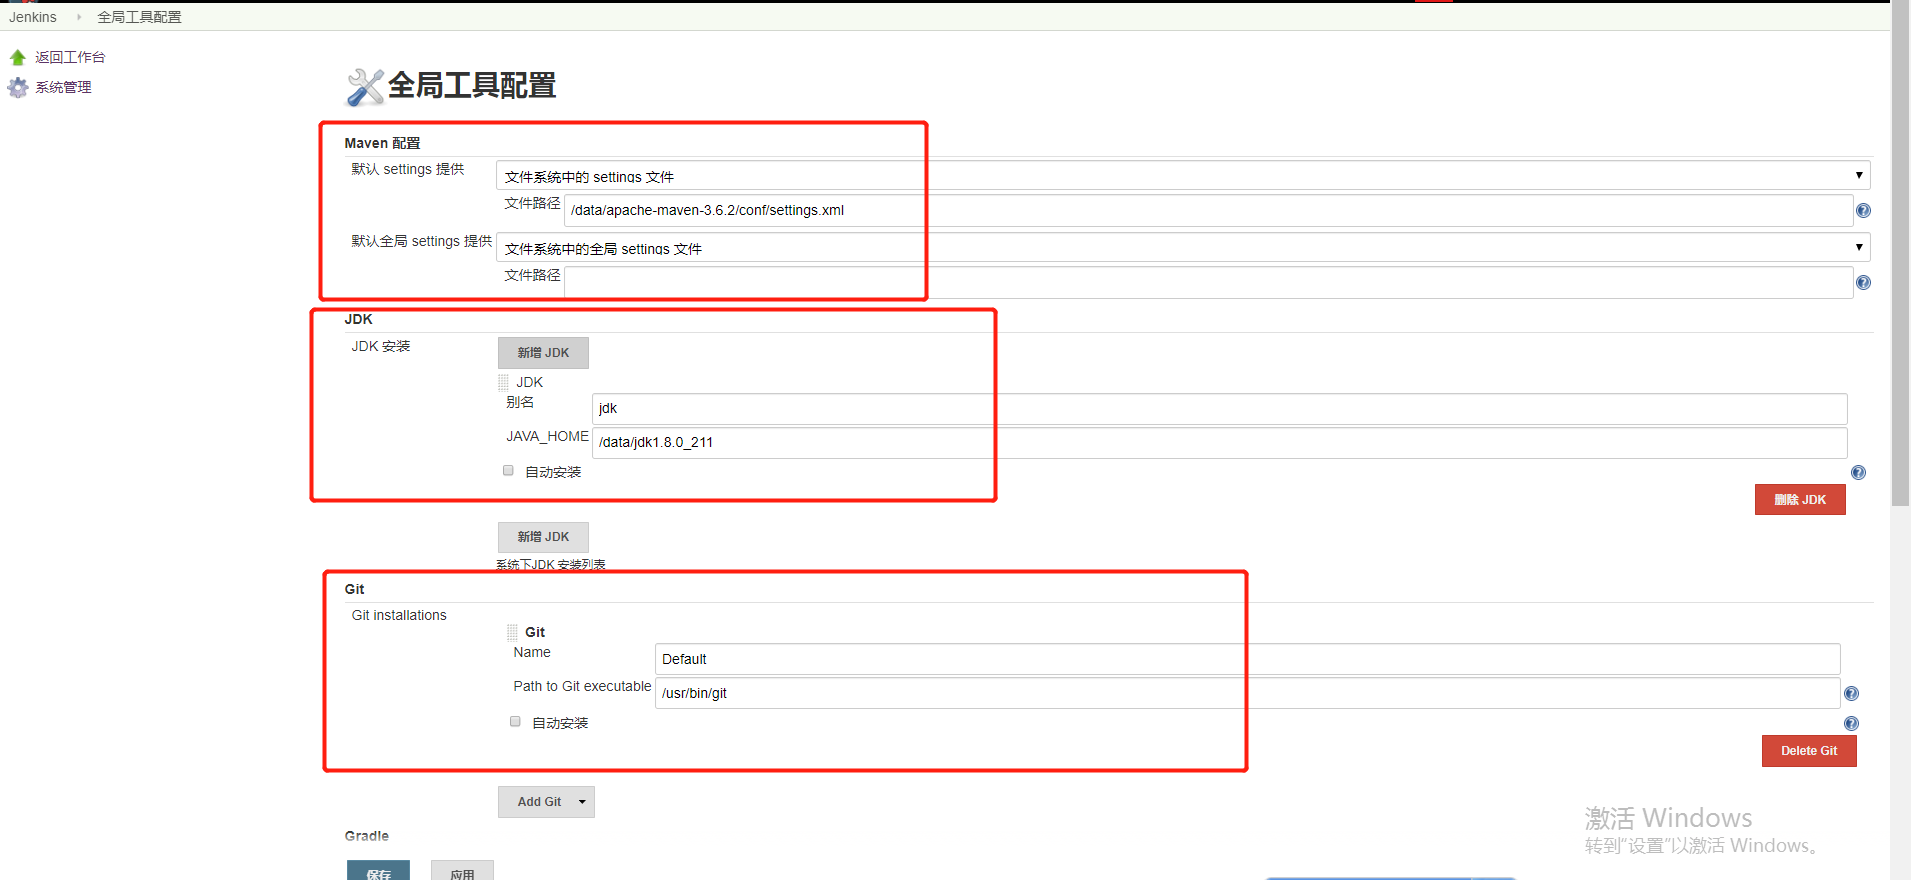 Jenkins 全局工具配置
返回工作台
系统管理
全局工具配置
Maven 配置
默认 settings 提供
文件系统中的 settings 文件
文件路径
/data/apache-maven-3.6.2/conf/settings.xml
默认全局 settings 提供
文件系统中的全局 settings 文件
文件路径
JDK
JDK 安装
新增 JDK
JDK
别名
jdk
JAVA_HOME
/data/jdk1.8.0_211
自动安装
删除 JDK
新增 JDK
系统下JDK 安装列表
Git
Git installations
Git
Name
Default
Path to Git executable
/usr/bin/git
自动安装
Delete Git
Add Git
Gradle
保存
应用
激活 Windows
转到“设置”以激活 Windows。